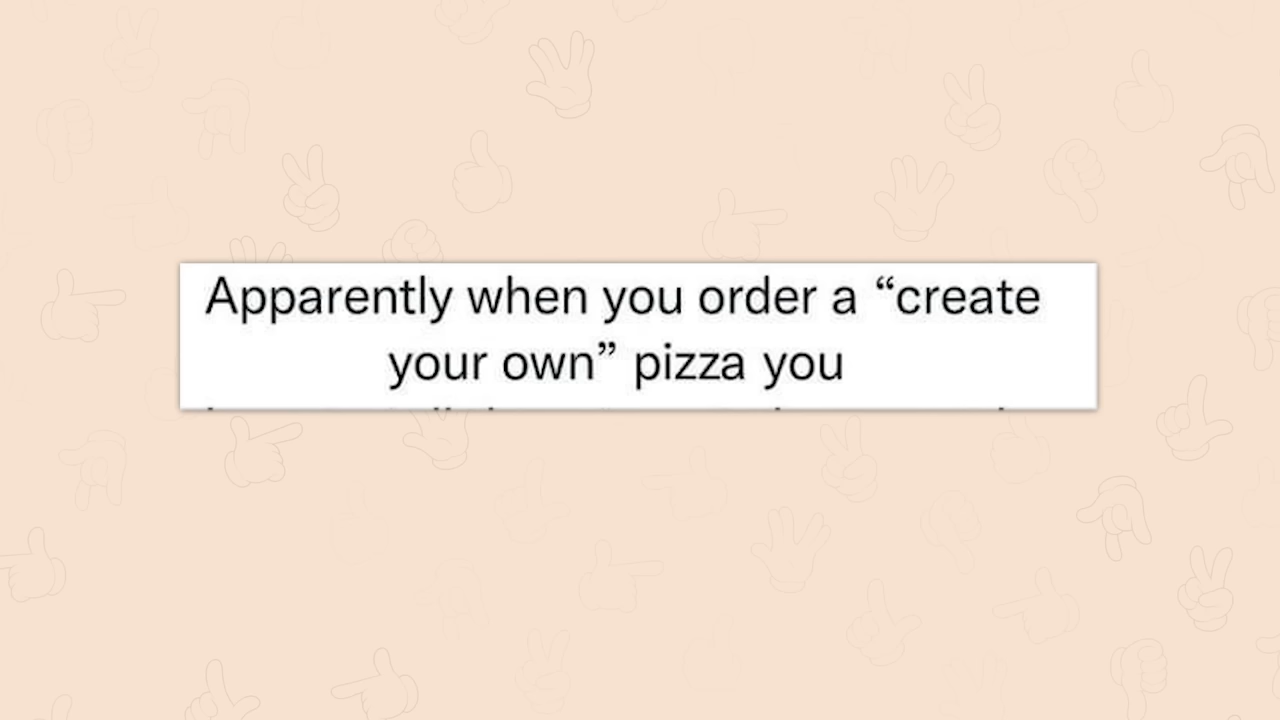 Apparently when you order a “create
your own” pizza you